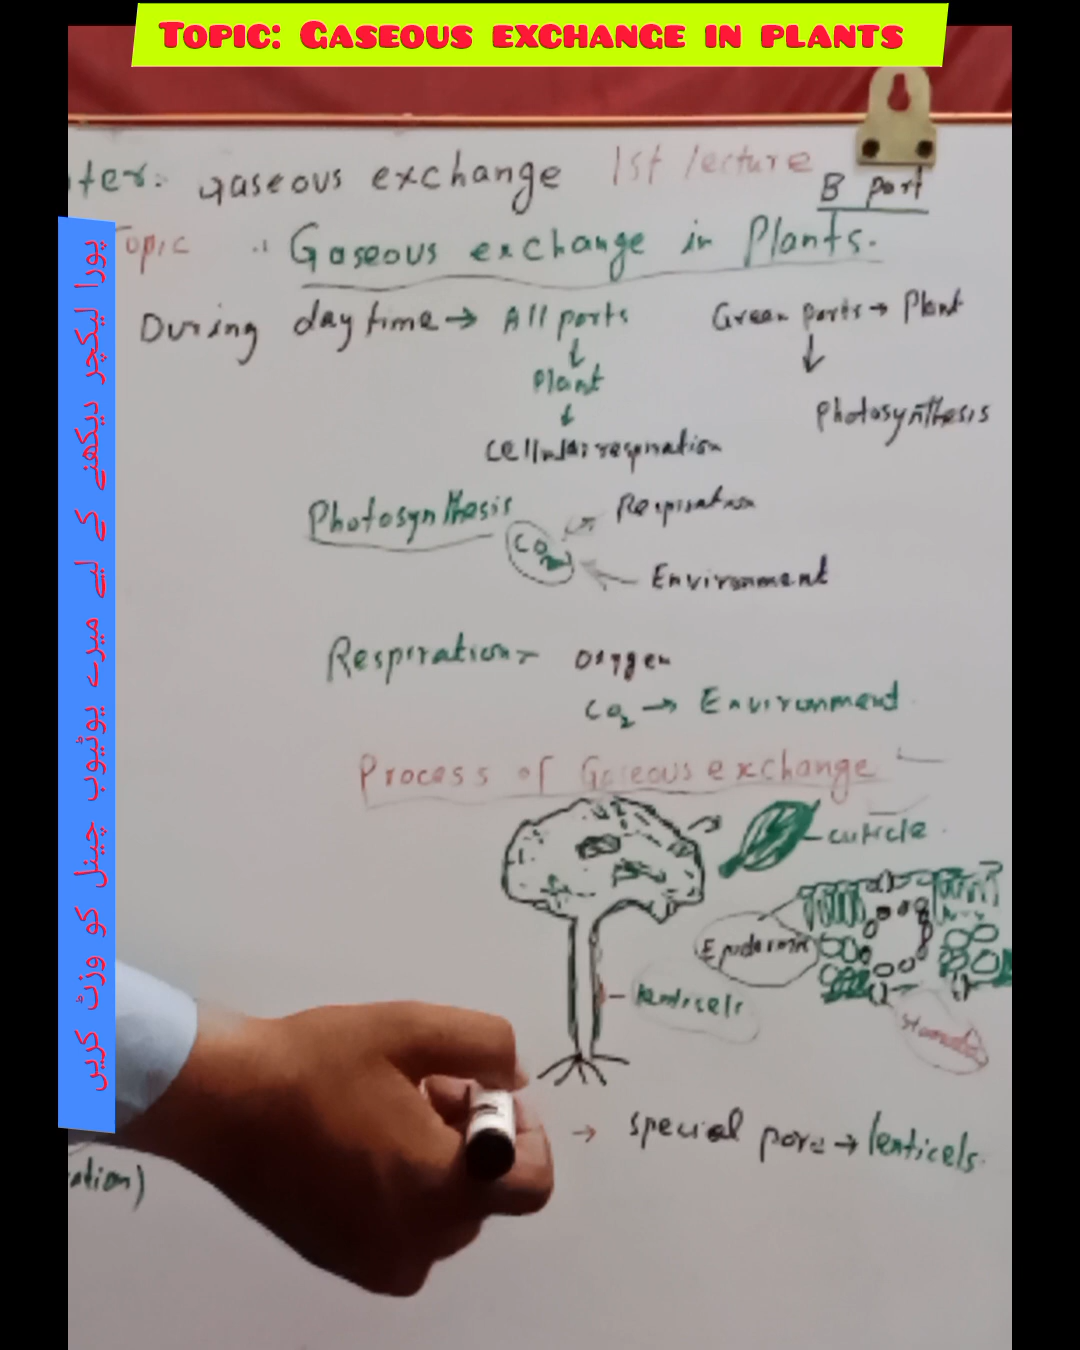 Topic: Gaseous exchange in plants
ter: gaseous exchange 1st lecture
B part
Topic : Gaseous exchange in Plants.
During day time → All parts
↓
Plant
↓
Cellular respiration
Green parts → Plant
↓
Photosynthesis
Photosynthesis
CO2
Respiration
Environment
Respiration → Oxygen
CO2 → Environment
Process of Gaseous exchange
cuticle
Epidermis
lenticels
stomata
→ special pore → lenticels.
ation)
پورا لیکچر دیکھنے کے لیے میرے یوٹیوب چینل کو وزٹ کریں